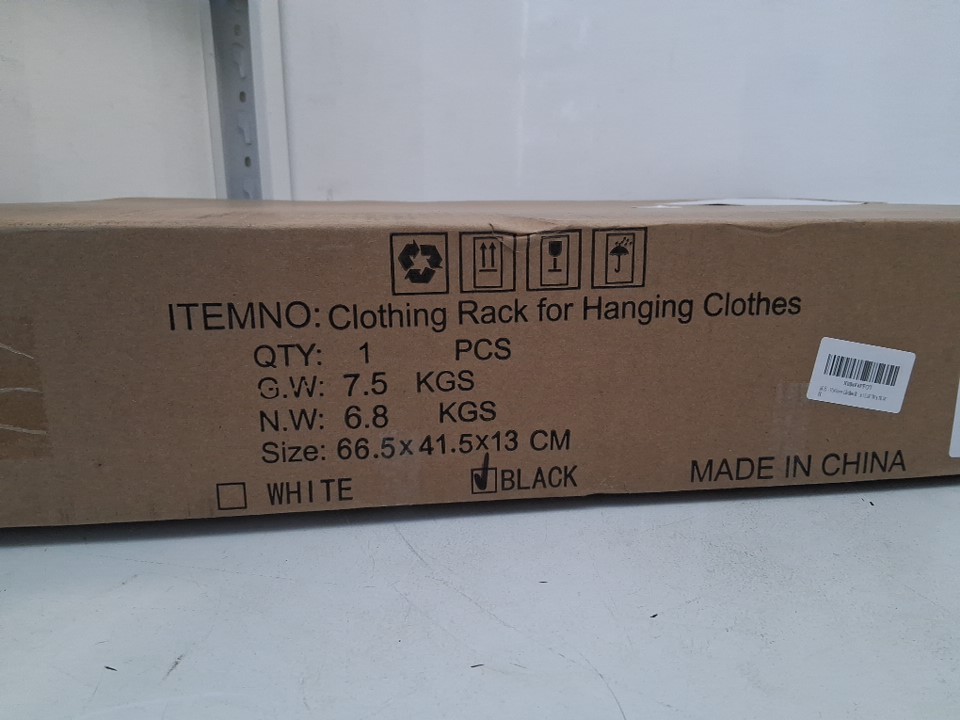 ITEMNO: Clothing Rack for Hanging Clothes
QTY: 1 PCS
G.W: 7.5 KGS
N.W: 6.8 KGS
Size: 66.5x41.5x13 CM
WHITE BLACK
MADE IN CHINA